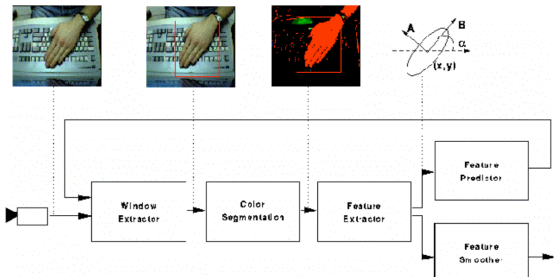 A
B
α
(x,y)
Window
Extractor
Color
Segmentation
Feature
Extractor
Feature
Predictor
Feature
Smoother